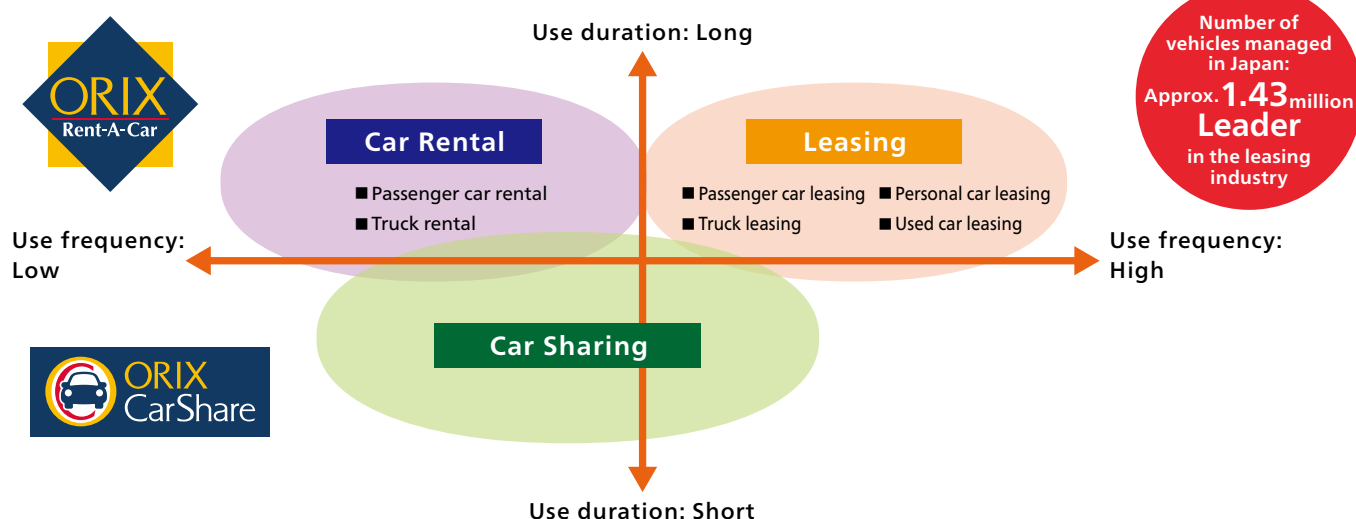 Use duration: Long
ORIX
Rent-A-Car
Number of
vehicles managed
in Japan:
Approx. 1.43 million
Leader
in the leasing
industry
Car Rental
■ Passenger car rental
■ Truck rental
Leasing
■ Passenger car leasing ■ Personal car leasing
■ Truck leasing ■ Used car leasing
Use frequency:
Low
Use frequency:
High
Car Sharing
ORIX
CarShare
Use duration: Short